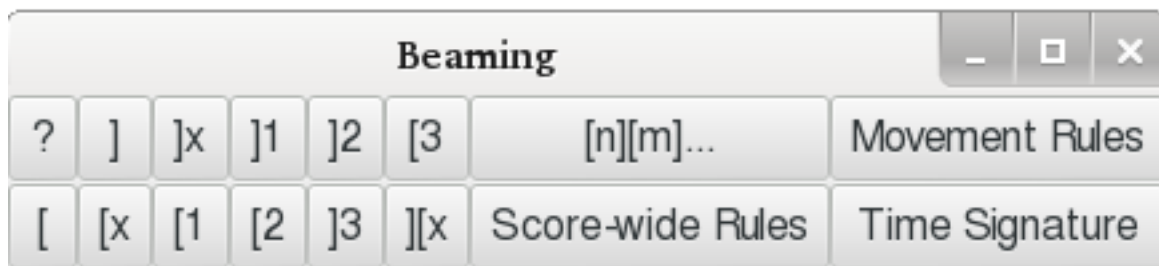 Beaming
? ] ]x ]1 ]2 [3 [n][m]... Movement Rules
[ [x [1 [2 ]3 ][x Score-wide Rules Time Signature